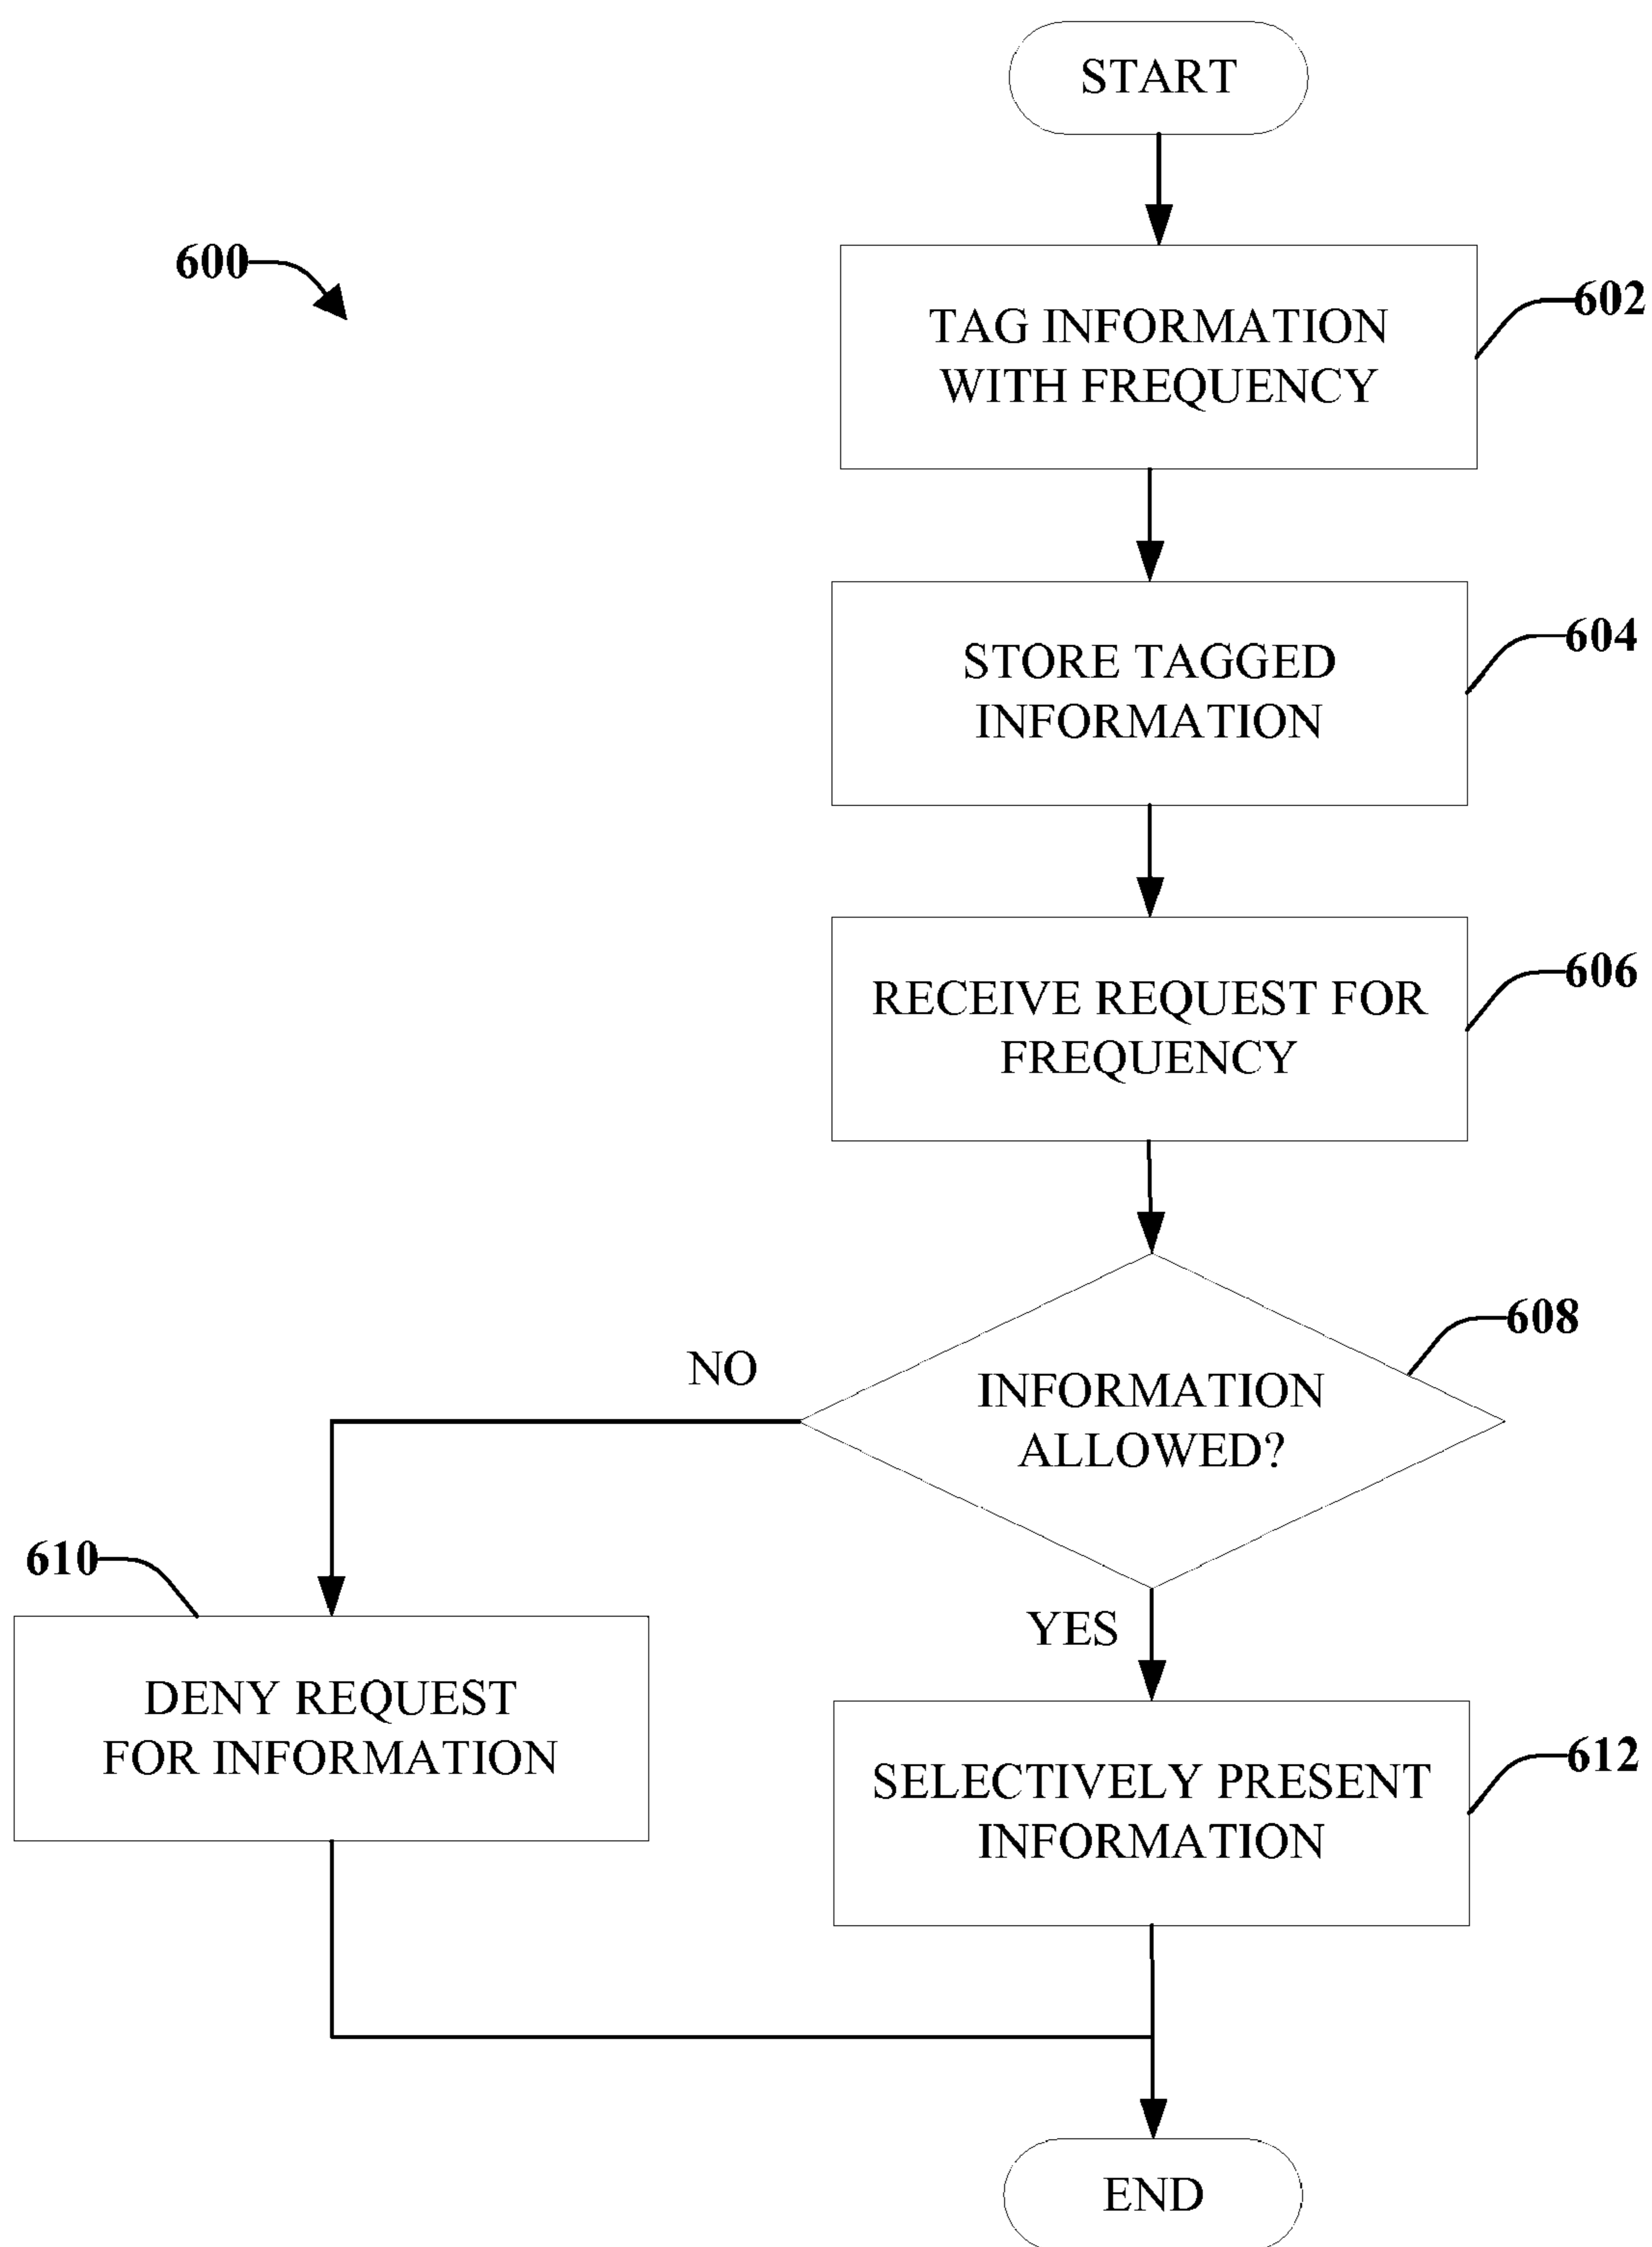 START
600
TAG INFORMATION
WITH FREQUENCY
602
STORE TAGGED
INFORMATION
604
RECEIVE REQUEST FOR
FREQUENCY
606
INFORMATION
ALLOWED?
608
NO
YES
610
DENY REQUEST
FOR INFORMATION
SELECTIVELY PRESENT
INFORMATION
612
END